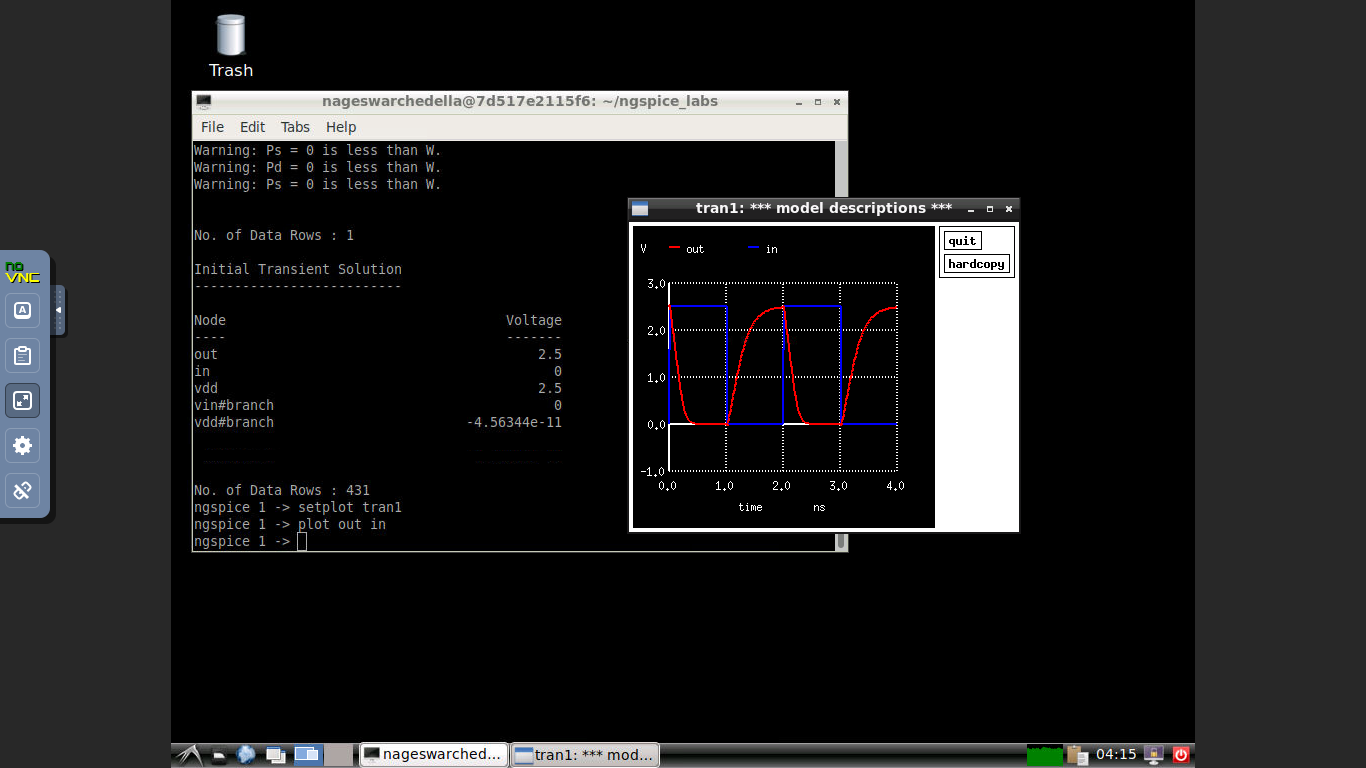 Trash
nageswarchedella@7d517e2115f6: ~/ngspice_labs
File Edit Tabs Help
Warning: Ps = 0 is less than W.
Warning: Pd = 0 is less than W.
Warning: Ps = 0 is less than W.
No. of Data Rows : 1
Initial Transient Solution
--------------------------
Node Voltage
---- -------
out 2.5
in 0
vdd 2.5
vin#branch 0
vdd#branch -4.56344e-11
No. of Data Rows : 431
ngspice 1 -> setplot tran1
ngspice 1 -> plot out in
ngspice 1 ->
tran1: *** model descriptions ***
quit
hardcopy
V out in
3.0
2.0
1.0
0.0
-1.0
0.0 1.0 2.0 3.0 4.0
time ns
no
VNC
A
nageswarched...
tran1: *** mod...
04:15